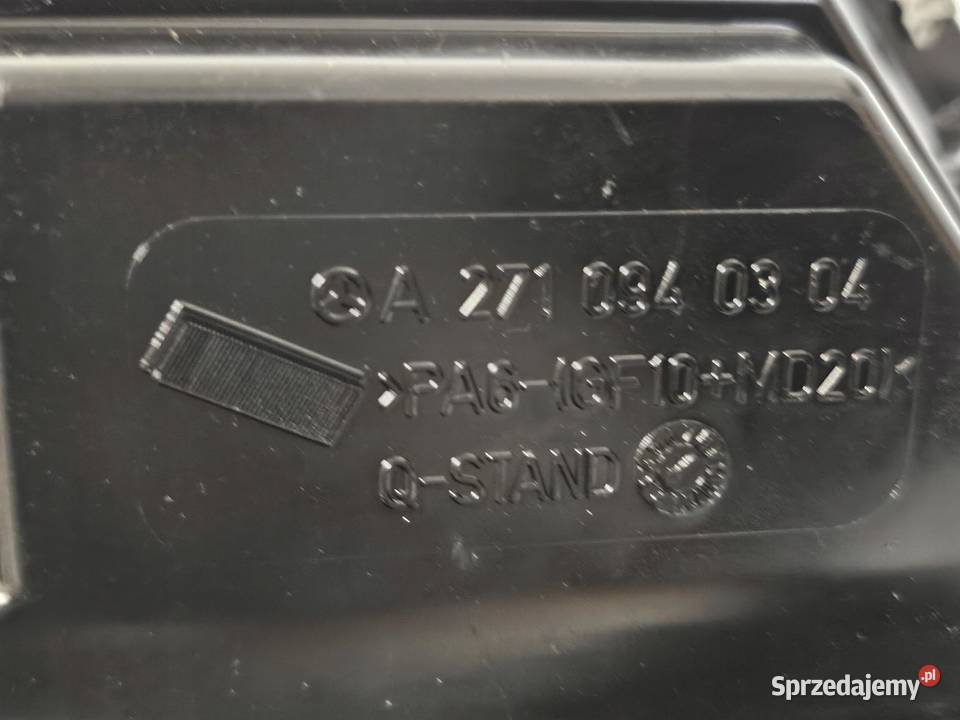 A 271 094 03 04
>PA6-(GF10+MD20)<
Q-STAND
Sprzedajemy.pl